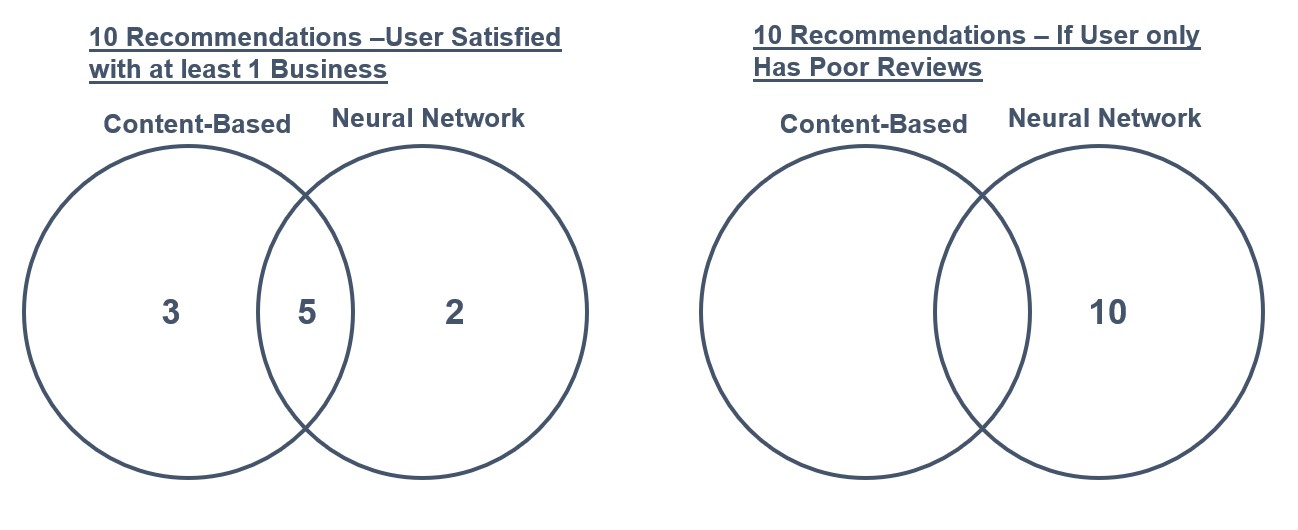 10 Recommendations –User Satisfied
with at least 1 Business
Content-Based
Neural Network
3
5
2
10 Recommendations – If User only
Has Poor Reviews
Content-Based
Neural Network
10